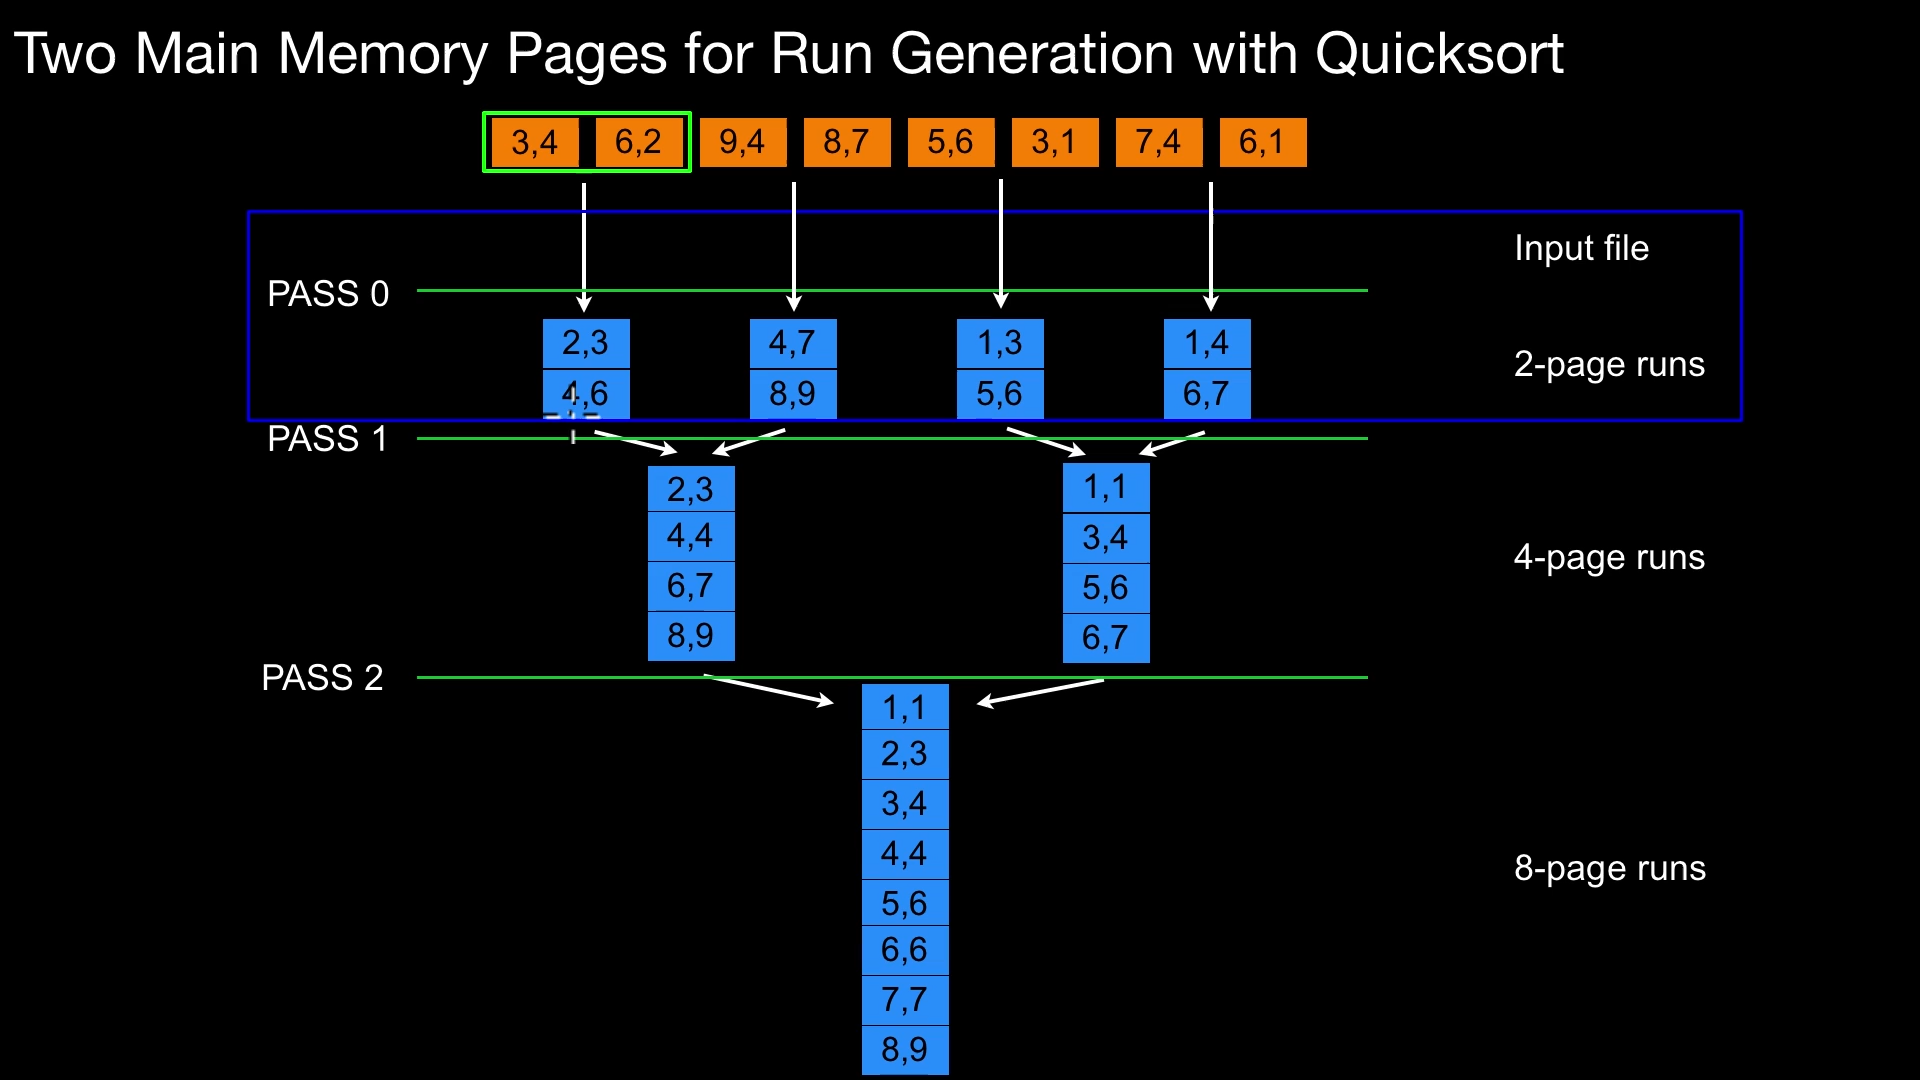 Two Main Memory Pages for Run Generation with Quicksort
3,4 6,2 9,4 8,7 5,6 3,1 7,4 6,1
Input file
PASS 0
2,3 4,7 1,3 1,4
2-page runs
4,6 8,9 5,6 6,7
PASS 1
2,3 1,1
4,4 3,4
4-page runs
6,7 5,6
8,9 6,7
PASS 2
1,1
2,3
3,4
4,4
8-page runs
5,6
6,6
7,7
8,9